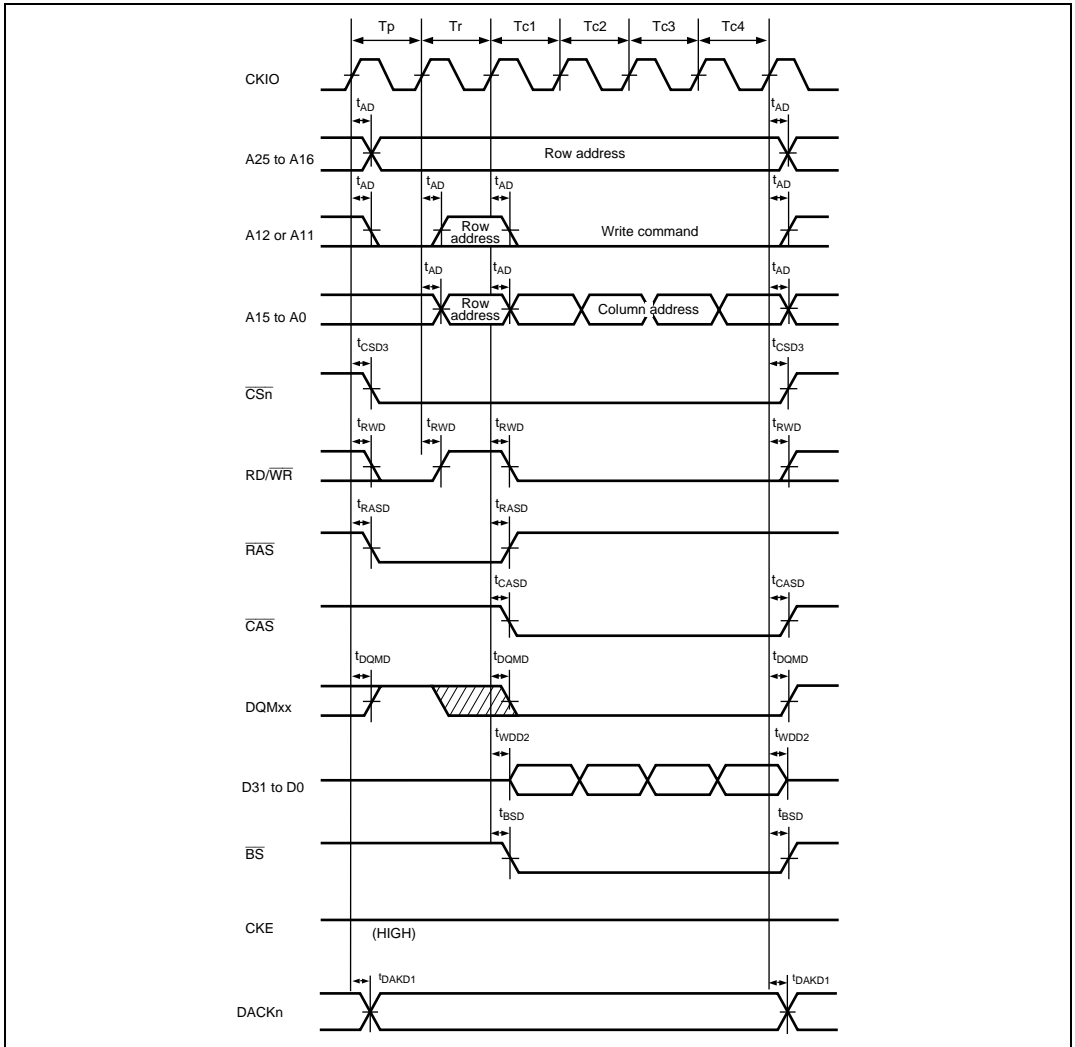 Tp Tr Tc1 Tc2 Tc3 Tc4
CKIO
tAD tAD
A25 to A16 Row address
tAD tAD tAD tAD
A12 or A11 Row address Write command
tAD tAD tAD
A15 to A0 Row address Column address
tCSD3 tCSD3
CSn
tRWD tRWD tRWD tRWD
RD/WR
tRASD tRASD
RAS
tCASD tCASD
CAS
tDQMD tDQMD tDQMD
DQMxx
tWDD2 tWDD2
D31 to D0
tBSD tBSD
BS
CKE (HIGH)
tDAKD1 tDAKD1
DACKn